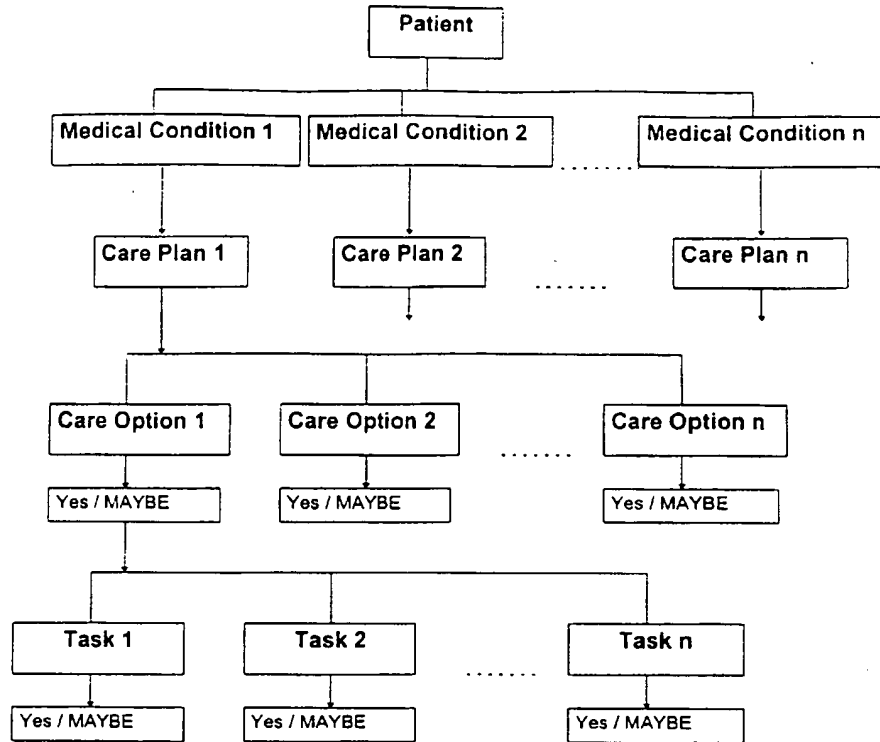 Patient
Medical Condition 1 Medical Condition 2 ....... Medical Condition n
Care Plan 1 Care Plan 2 ....... Care Plan n
Care Option 1 Care Option 2 ....... Care Option n
Yes / MAYBE Yes / MAYBE Yes / MAYBE
Task 1 Task 2 ....... Task n
Yes / MAYBE Yes / MAYBE Yes / MAYBE